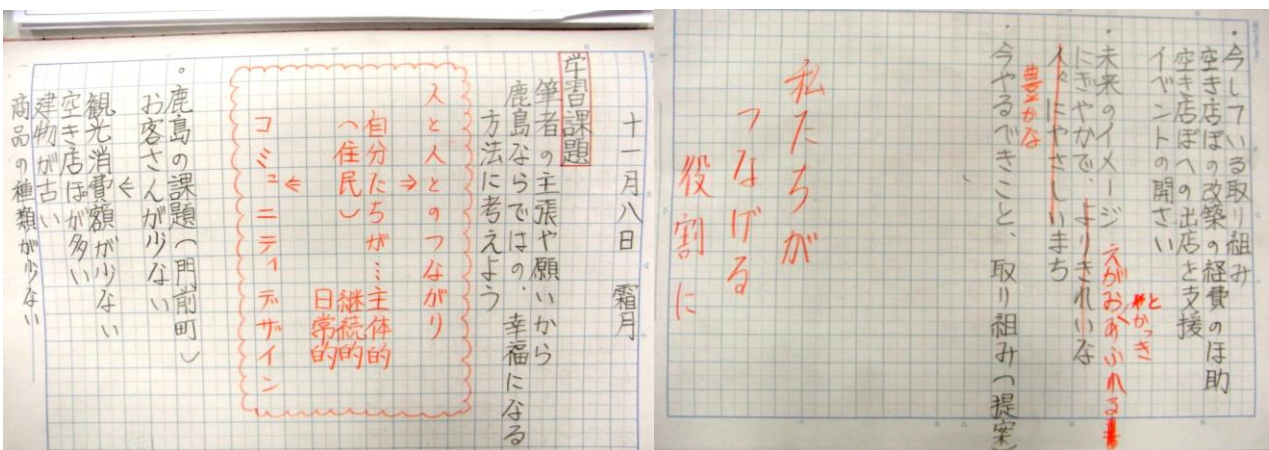 十一月八日 霜月
学習課題
筆者の主張や願いから
鹿島ならではの、幸福になる
方法に考えよう
人と人とのつながり
自分たちが…主体的
(住民)
継続的
日常的
コミュニティデザイン
。鹿島の課題(門前町)
お客さんが少ない
観光消費額が少ない
空き店ぽが多い
建物が古い
商品の種類が少ない
・今している取り組み
空き店ぽの改築の経費のほ助
空き店ぽへの出店を支援
イベントの開さい
・未来のイメージ えがおあふれる
とかっき
にぎやかで、よりきれいな
人々にやさしいまち
豊かな
・今やるできこと、取り組み(提案)
私たちが
つなげる
役割に